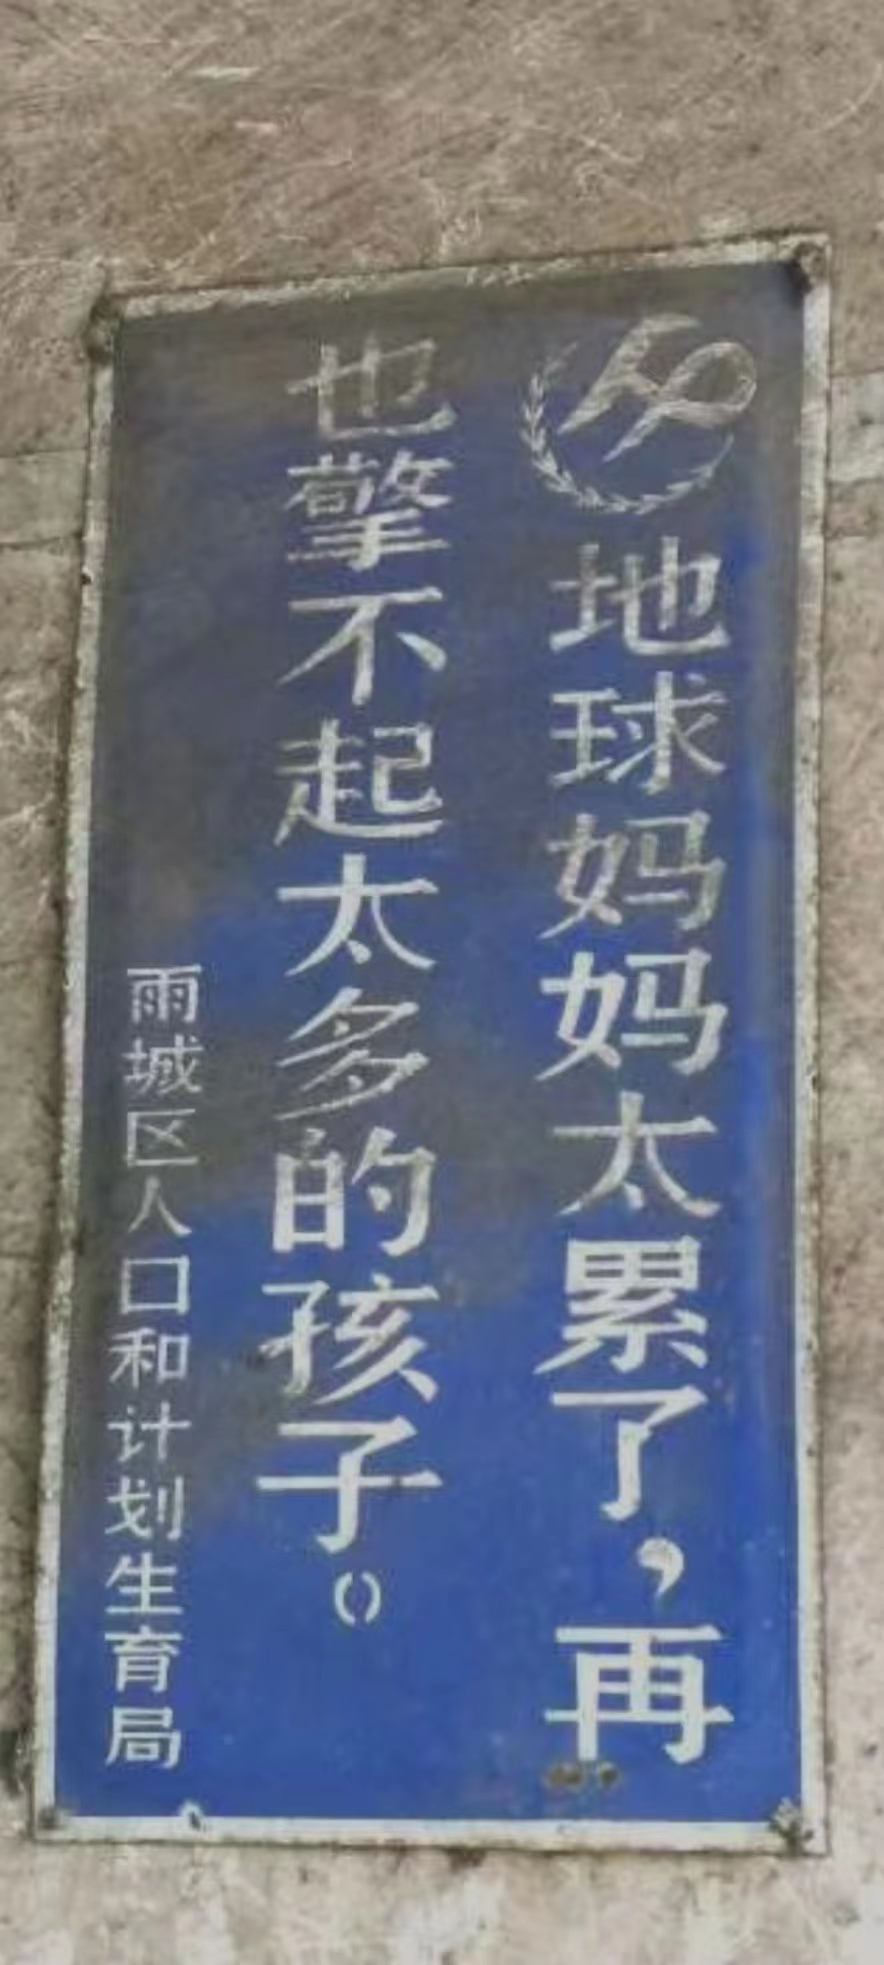 地球妈妈太累了，再
也擎不起太多的孩子。
雨城区人口和计划生育局